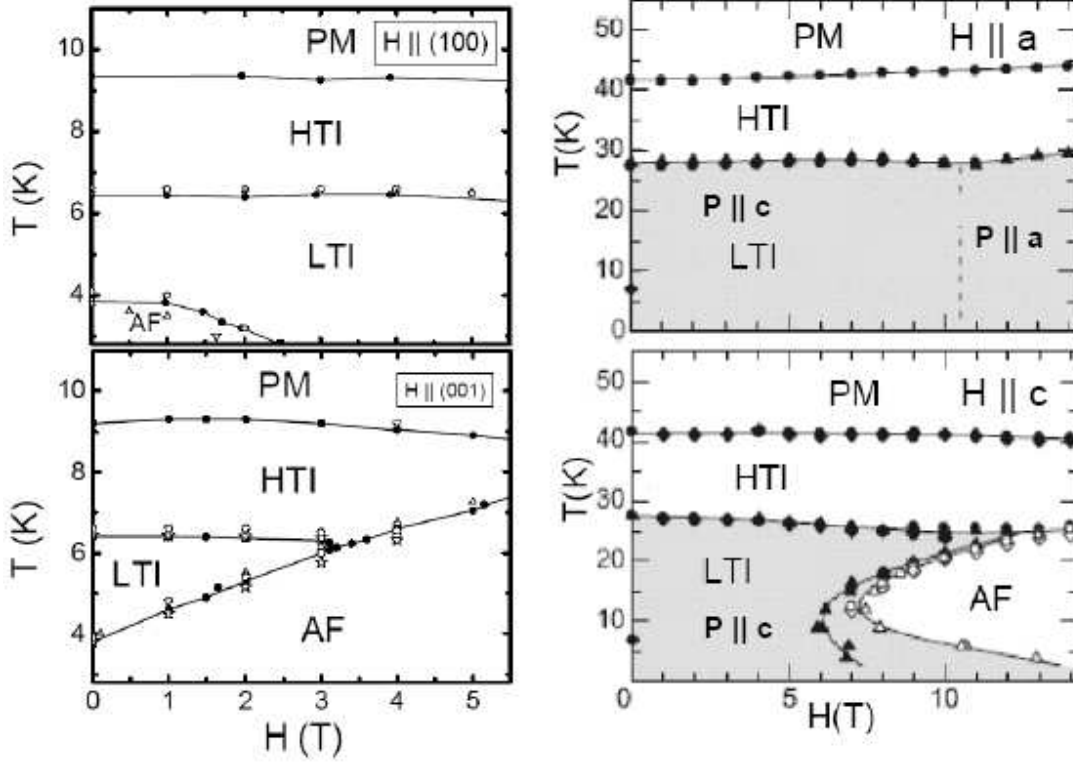 PM
H || (100)
10
HTI
8
T (K)
6
LTI
4
AF
PM
H || (001)
10
HTI
8
T (K)
6
LTI
AF
4
0 1 2 3 4 5
H (T)
PM H || a
50
40
HTI
30
T(K)
P || c
20
P || a
LTI
10
0
PM H || c
50
40
HTI
T(K)
30
20
LTI
AF
10
P || c
0
0 5 10
H(T)